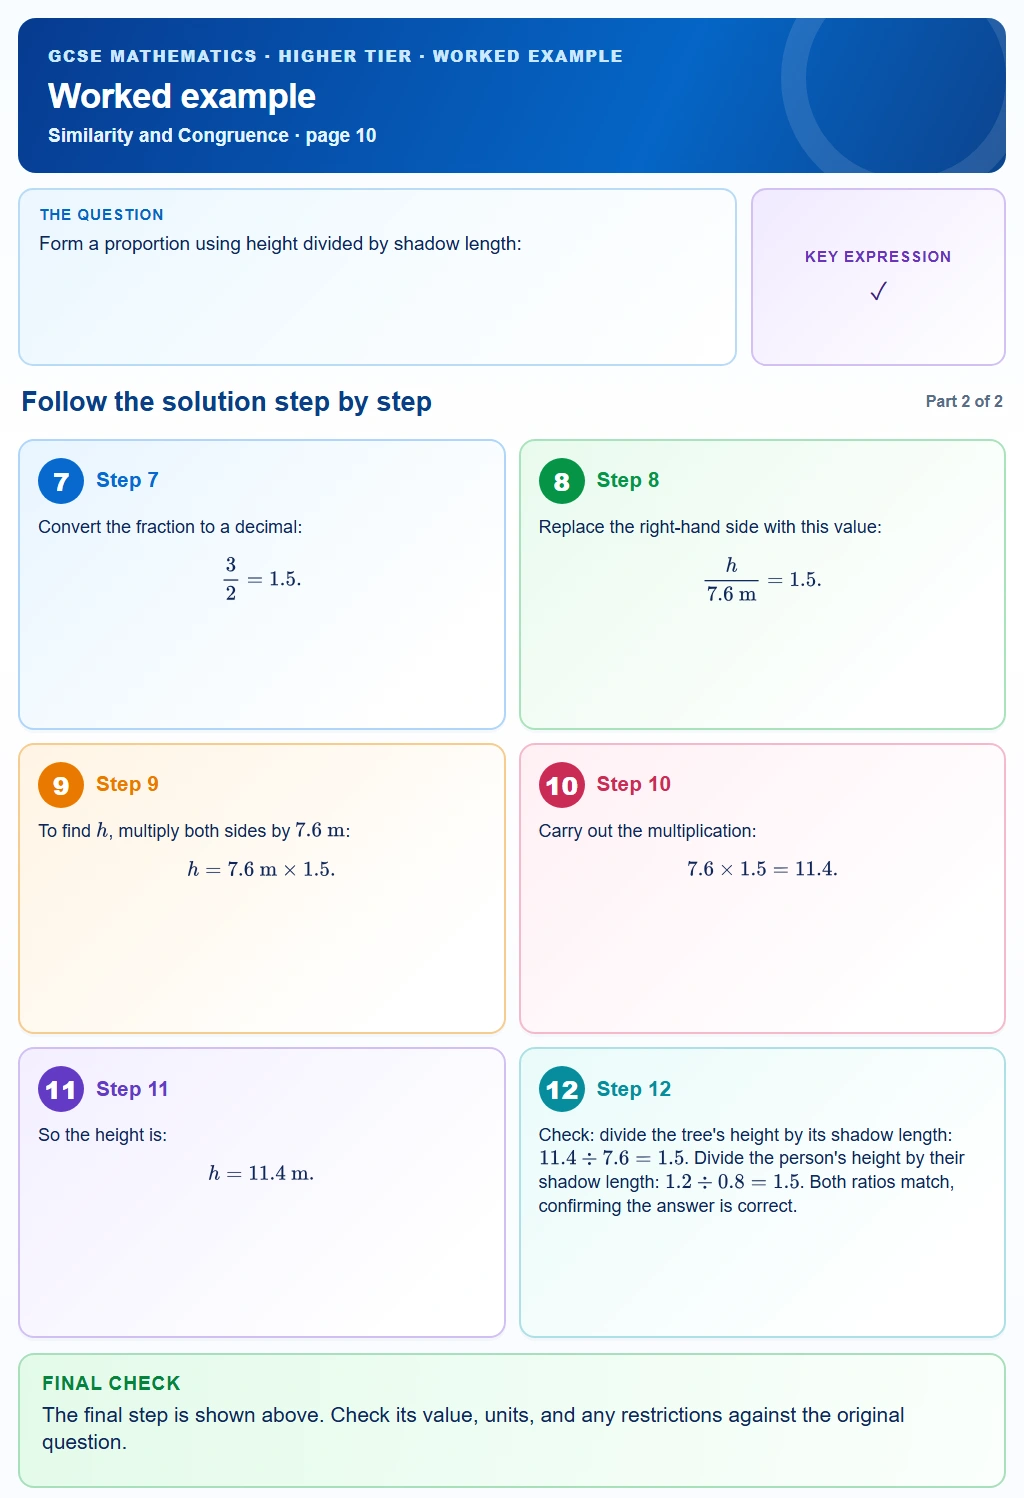 GCSE MATHEMATICS · HIGHER TIER · WORKED EXAMPLE
Worked example
Similarity and Congruence · page 10
THE QUESTION
Form a proportion using height divided by shadow length:
KEY EXPRESSION
✓
Follow the solution step by step
Part 2 of 2
7 Step 7
Convert the fraction to a decimal:
3/2 = 1.5.
8 Step 8
Replace the right-hand side with this value:
h/7.6 m = 1.5.
9 Step 9
To find h, multiply both sides by 7.6 m:
h = 7.6 m × 1.5.
10 Step 10
Carry out the multiplication:
7.6 × 1.5 = 11.4.
11 Step 11
So the height is:
h = 11.4 m.
12 Step 12
Check: divide the tree's height by its shadow length:
11.4 ÷ 7.6 = 1.5. Divide the person's height by their
shadow length: 1.2 ÷ 0.8 = 1.5. Both ratios match,
confirming the answer is correct.
FINAL CHECK
The final step is shown above. Check its value, units, and any restrictions against the original
question.